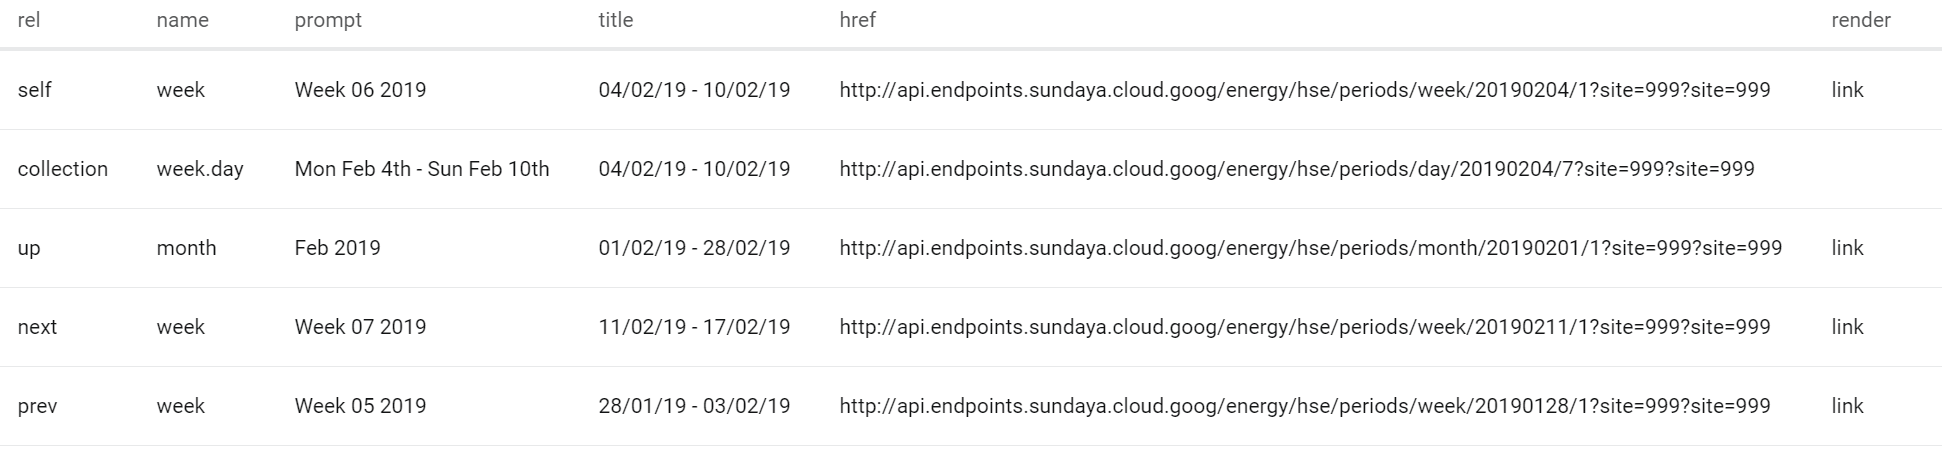 rel name prompt title href render
self week Week 06 2019 04/02/19 - 10/02/19 http://api.endpoints.sundaya.cloud.goog/energy/hse/periods/week/20190204/1?site=999?site=999 link
collection week.day Mon Feb 4th - Sun Feb 10th 04/02/19 - 10/02/19 http://api.endpoints.sundaya.cloud.goog/energy/hse/periods/day/20190204/7?site=999?site=999
up month Feb 2019 01/02/19 - 28/02/19 http://api.endpoints.sundaya.cloud.goog/energy/hse/periods/month/20190201/1?site=999?site=999 link
next week Week 07 2019 11/02/19 - 17/02/19 http://api.endpoints.sundaya.cloud.goog/energy/hse/periods/week/20190211/1?site=999?site=999 link
prev week Week 05 2019 28/01/19 - 03/02/19 http://api.endpoints.sundaya.cloud.goog/energy/hse/periods/week/20190128/1?site=999?site=999 link